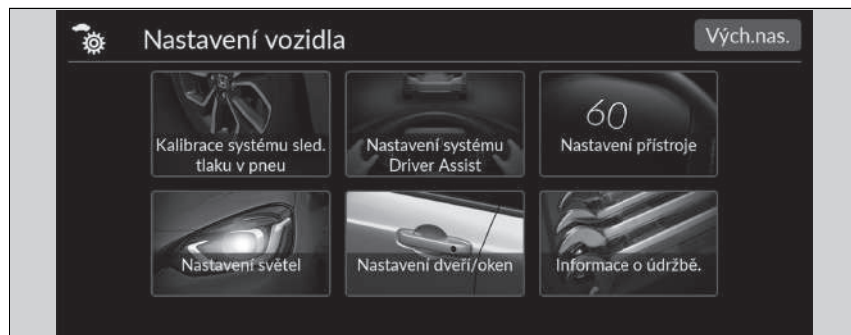 Nastavení vozidla
Vých.nas.
Kalibrace systému sled.
tlaku v pneu
Nastavení systému
Driver Assist
60
Nastavení přístroje
Nastavení světel
Nastavení dveří/oken
Informace o údržbě.